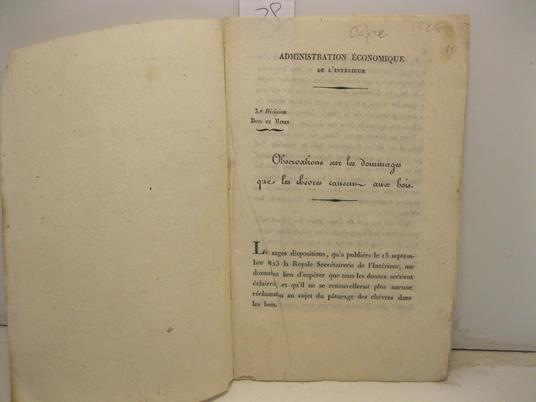 28
Capre 1826
10
ADMINISTRATION ÉCONOMIQUE
DE L'INTÉRIEUR
2.e Division
BOIS ET MINES
Observations sur les dommages
que les chèvres causent aux bois.
Les sages dispositions, qu'a publiées le 15 septem-
bre 823 la Royale Secrétairerie de l'Intérieur, me
donnaient lieu d'espérer que tous les doutes seraient
éclaircis, et qu'il ne se renouvellerait plus aucune
réclamation au sujet du pâturage des chèvres dans
les bois.